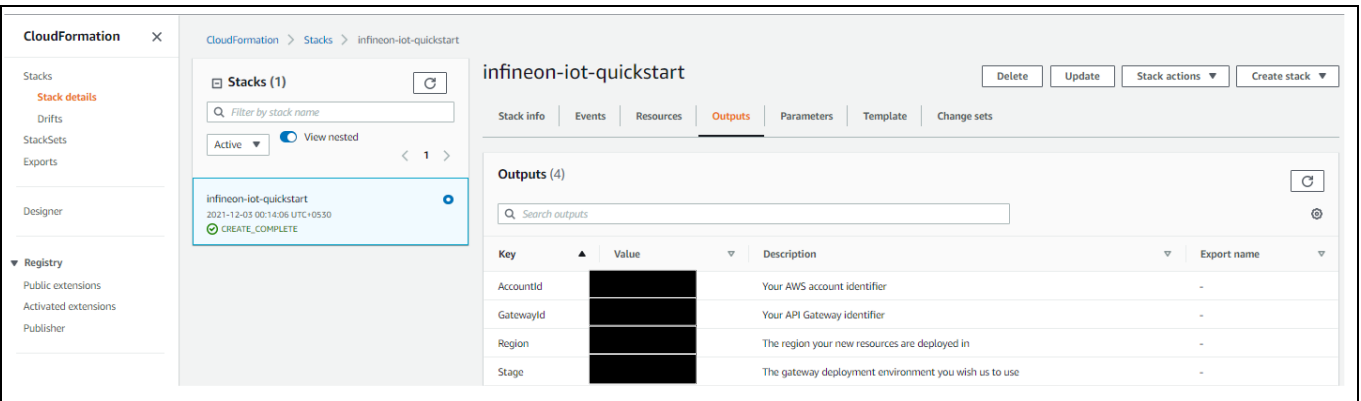 CloudFormation
Stacks
Stack details
Drifts
StackSets
Exports
Designer
Registry
Public extensions
Activated extensions
Publisher
CloudFormation > Stacks > infineon-iot-quickstart
Stacks (1)
Filter by stack name
Active
View nested
< 1 >
infineon-iot-quickstart
2021-12-03 00:14:06 UTC+0530
CREATE_COMPLETE
infineon-iot-quickstart
Delete Update Stack actions Create stack
Stack info Events Resources Outputs Parameters Template Change sets
Outputs (4)
Search outputs
Key Value Description Export name
AccountId Your AWS account identifier -
GatewayId Your API Gateway identifier -
Region The region your new resources are deployed in -
Stage The gateway deployment environment you wish us to use -